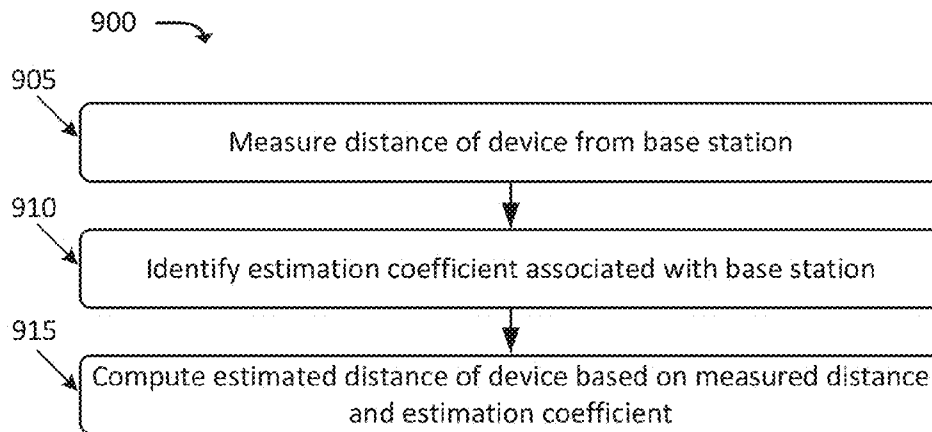 900
905
Measure distance of device from base station
910
Identify estimation coefficient associated with base station
915
Compute estimated distance of device based on measured distance
and estimation coefficient